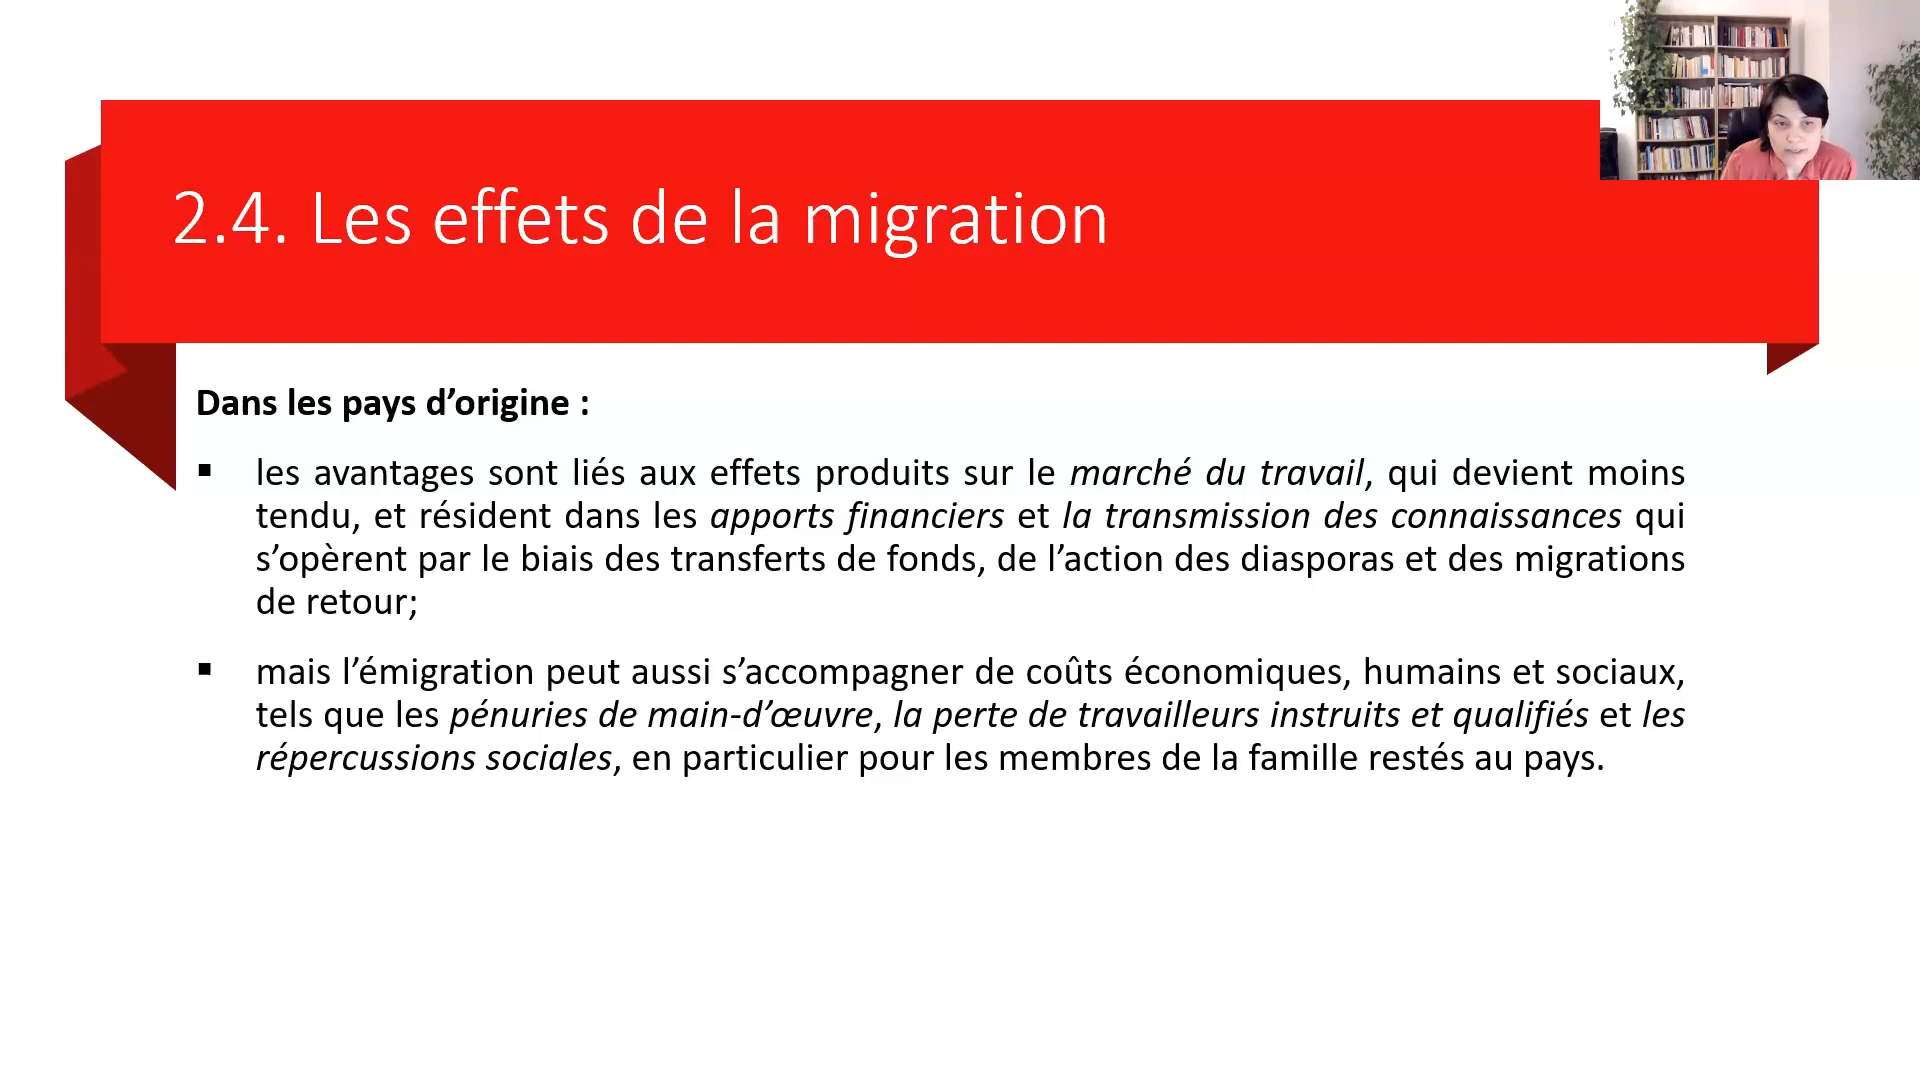 2.4. Les effets de la migration
Dans les pays d’origine :
▪ les avantages sont liés aux effets produits sur le marché du travail, qui devient moins
tendu, et résident dans les apports financiers et la transmission des connaissances qui
s’opèrent par le biais des transferts de fonds, de l’action des diasporas et des migrations
de retour;
▪ mais l’émigration peut aussi s’accompagner de coûts économiques, humains et sociaux,
tels que les pénuries de main-d’œuvre, la perte de travailleurs instruits et qualifiés et les
répercussions sociales, en particulier pour les membres de la famille restés au pays.